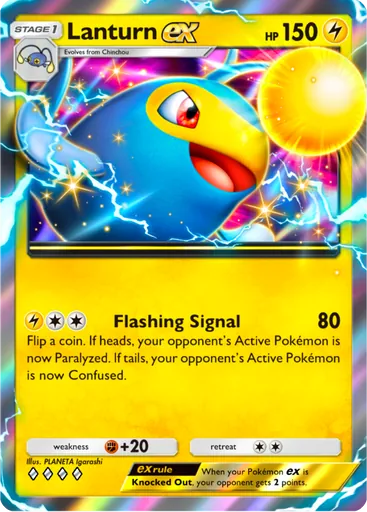 STAGE 1 Lanturn ex HP 150
Evolves from Chinchou
Flashing Signal 80
Flip a coin. If heads, your opponent's Active Pokémon
is now Paralyzed. If tails, your opponent's Active Pokémon
is now Confused.
weakness +20 retreat
Illus. PLANETA Igarashi
ex rule When your Pokémon ex is
Knocked Out, your opponent gets 2 points.